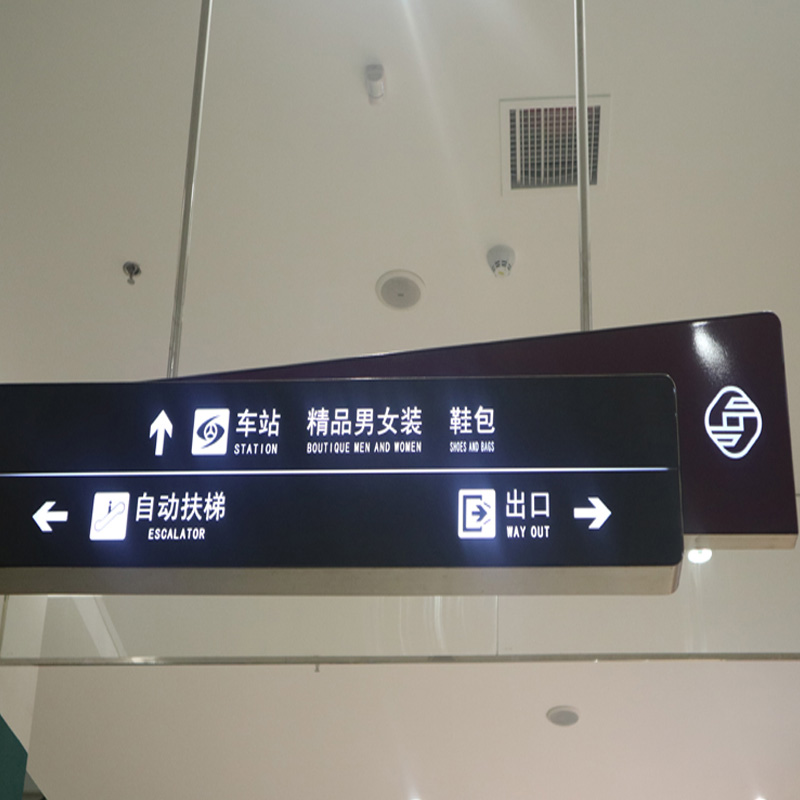 车站 精品男女装 鞋包
STATION BOUTIQUE MEN AND WOMEN SHOES AND BAGS
自动扶梯 出口
ESCALATOR WAY OUT